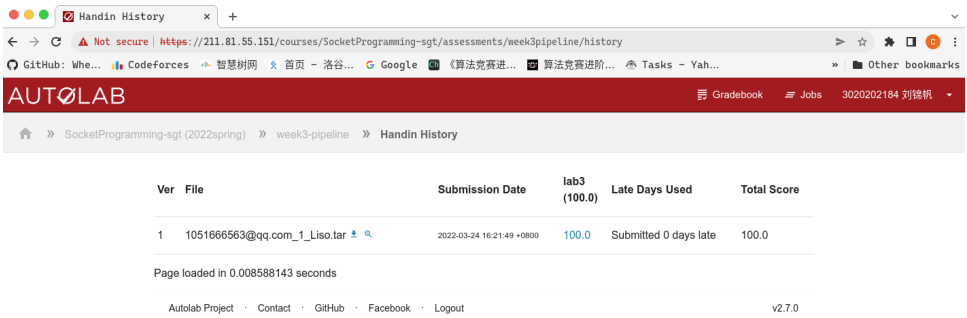 Handin History × +
Not secure | https://211.81.55.151/courses/SocketProgramming-sgt/assessments/week3pipeline/history
GitHub: Whe... Codeforces 智慧树网 首页 - 洛谷... Google 《算法竞赛进... 算法竞赛进阶... Tasks - Yah... » Other bookmarks
AUTOLAB Gradebook Jobs 3020202184 刘锦帆
» SocketProgramming-sgt (2022spring) » week3-pipeline » Handin History
Ver File Submission Date lab3 (100.0) Late Days Used Total Score
1 1051666563@qq.com_1_Liso.tar 2022-03-24 16:21:49 +0800 100.0 Submitted 0 days late 100.0
Page loaded in 0.008588143 seconds
Autolab Project · Contact · GitHub · Facebook · Logout v2.7.0